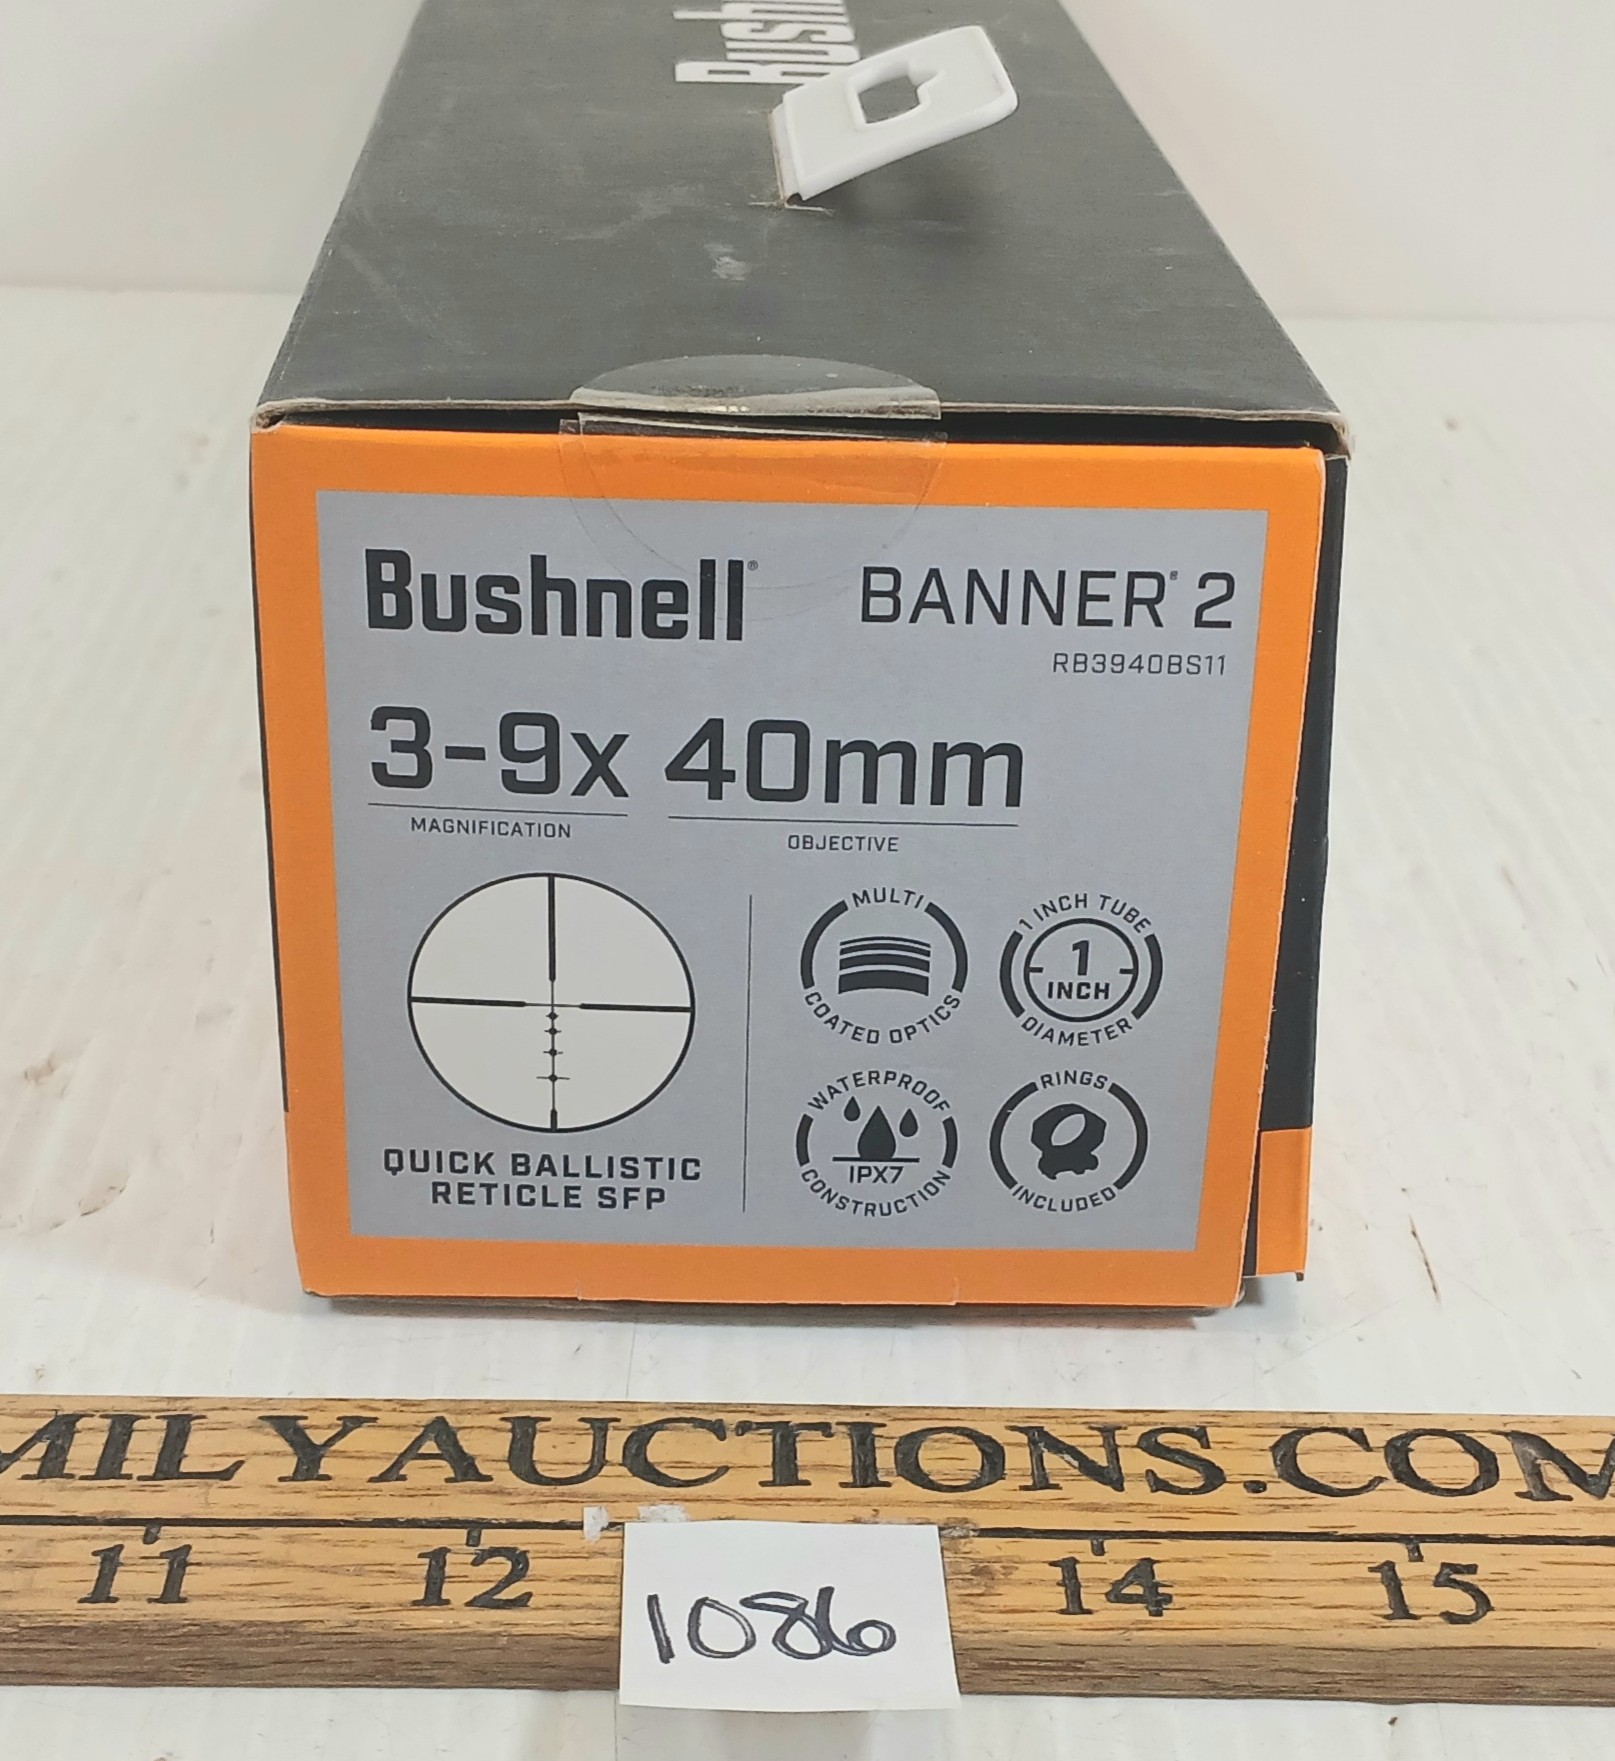 Bush
Bushnell®
BANNER® 2
RB3940BS11
3-9x 40mm
MAGNIFICATION
OBJECTIVE
MULTI
COATED OPTICS
1 INCH TUBE
1
INCH
DIAMETER
QUICK BALLISTIC
RETICLE SFP
WATERPROOF
IPX7
CONSTRUCTION
RINGS
INCLUDED
MILYAUCTIONS.COM
11 12 14 15
1086